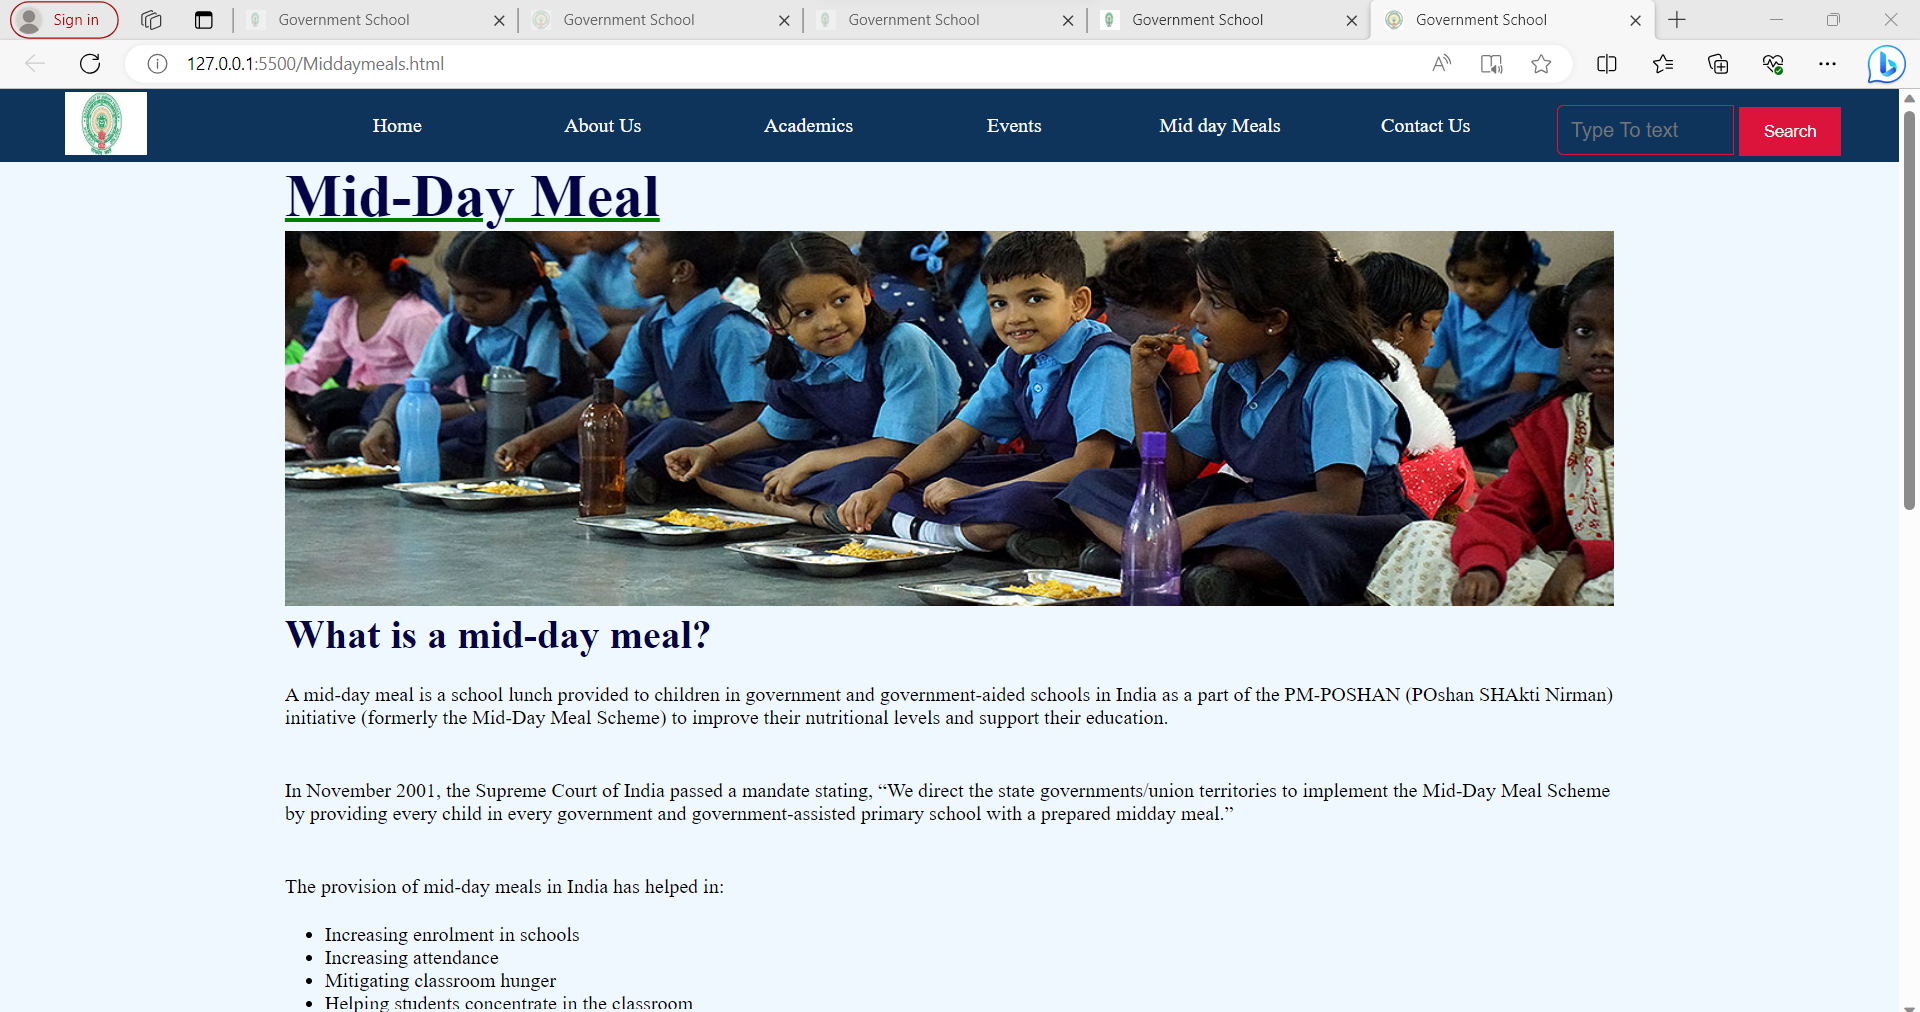 Sign in
Government School
Government School
Government School
Government School
Government School
127.0.0.1:5500/Middaymeals.html
Home
About Us
Academics
Events
Mid day Meals
Contact Us
Type To text
Search
Mid-Day Meal
What is a mid-day meal?
A mid-day meal is a school lunch provided to children in government and government-aided schools in India as a part of the PM-POSHAN (POshan SHAkti Nirman)
initiative (formerly the Mid-Day Meal Scheme) to improve their nutritional levels and support their education.
In November 2001, the Supreme Court of India passed a mandate stating, “We direct the state governments/union territories to implement the Mid-Day Meal Scheme
by providing every child in every government and government-assisted primary school with a prepared midday meal.”
The provision of mid-day meals in India has helped in:
Increasing enrolment in schools
Increasing attendance
Mitigating classroom hunger
Helping students concentrate in the classroom